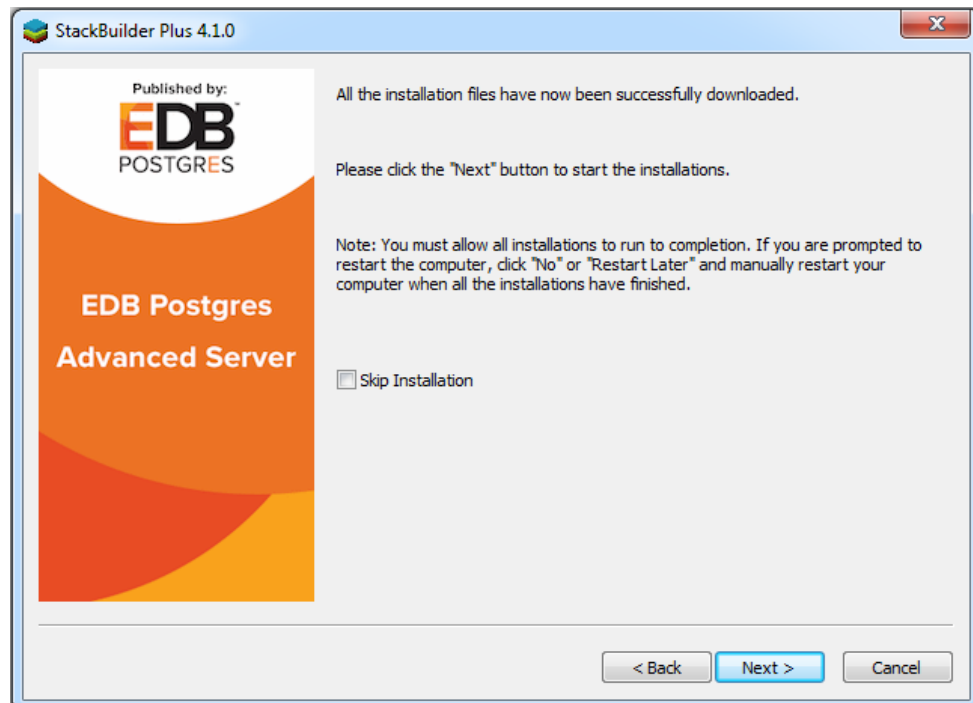 StackBuilder Plus 4.1.0
Published by:
EDB
POSTGRES
EDB Postgres
Advanced Server
All the installation files have now been successfully downloaded.
Please click the "Next" button to start the installations.
Note: You must allow all installations to run to completion. If you are prompted to
restart the computer, click "No" or "Restart Later" and manually restart your
computer when all the installations have finished.
Skip Installation
< Back
Next >
Cancel